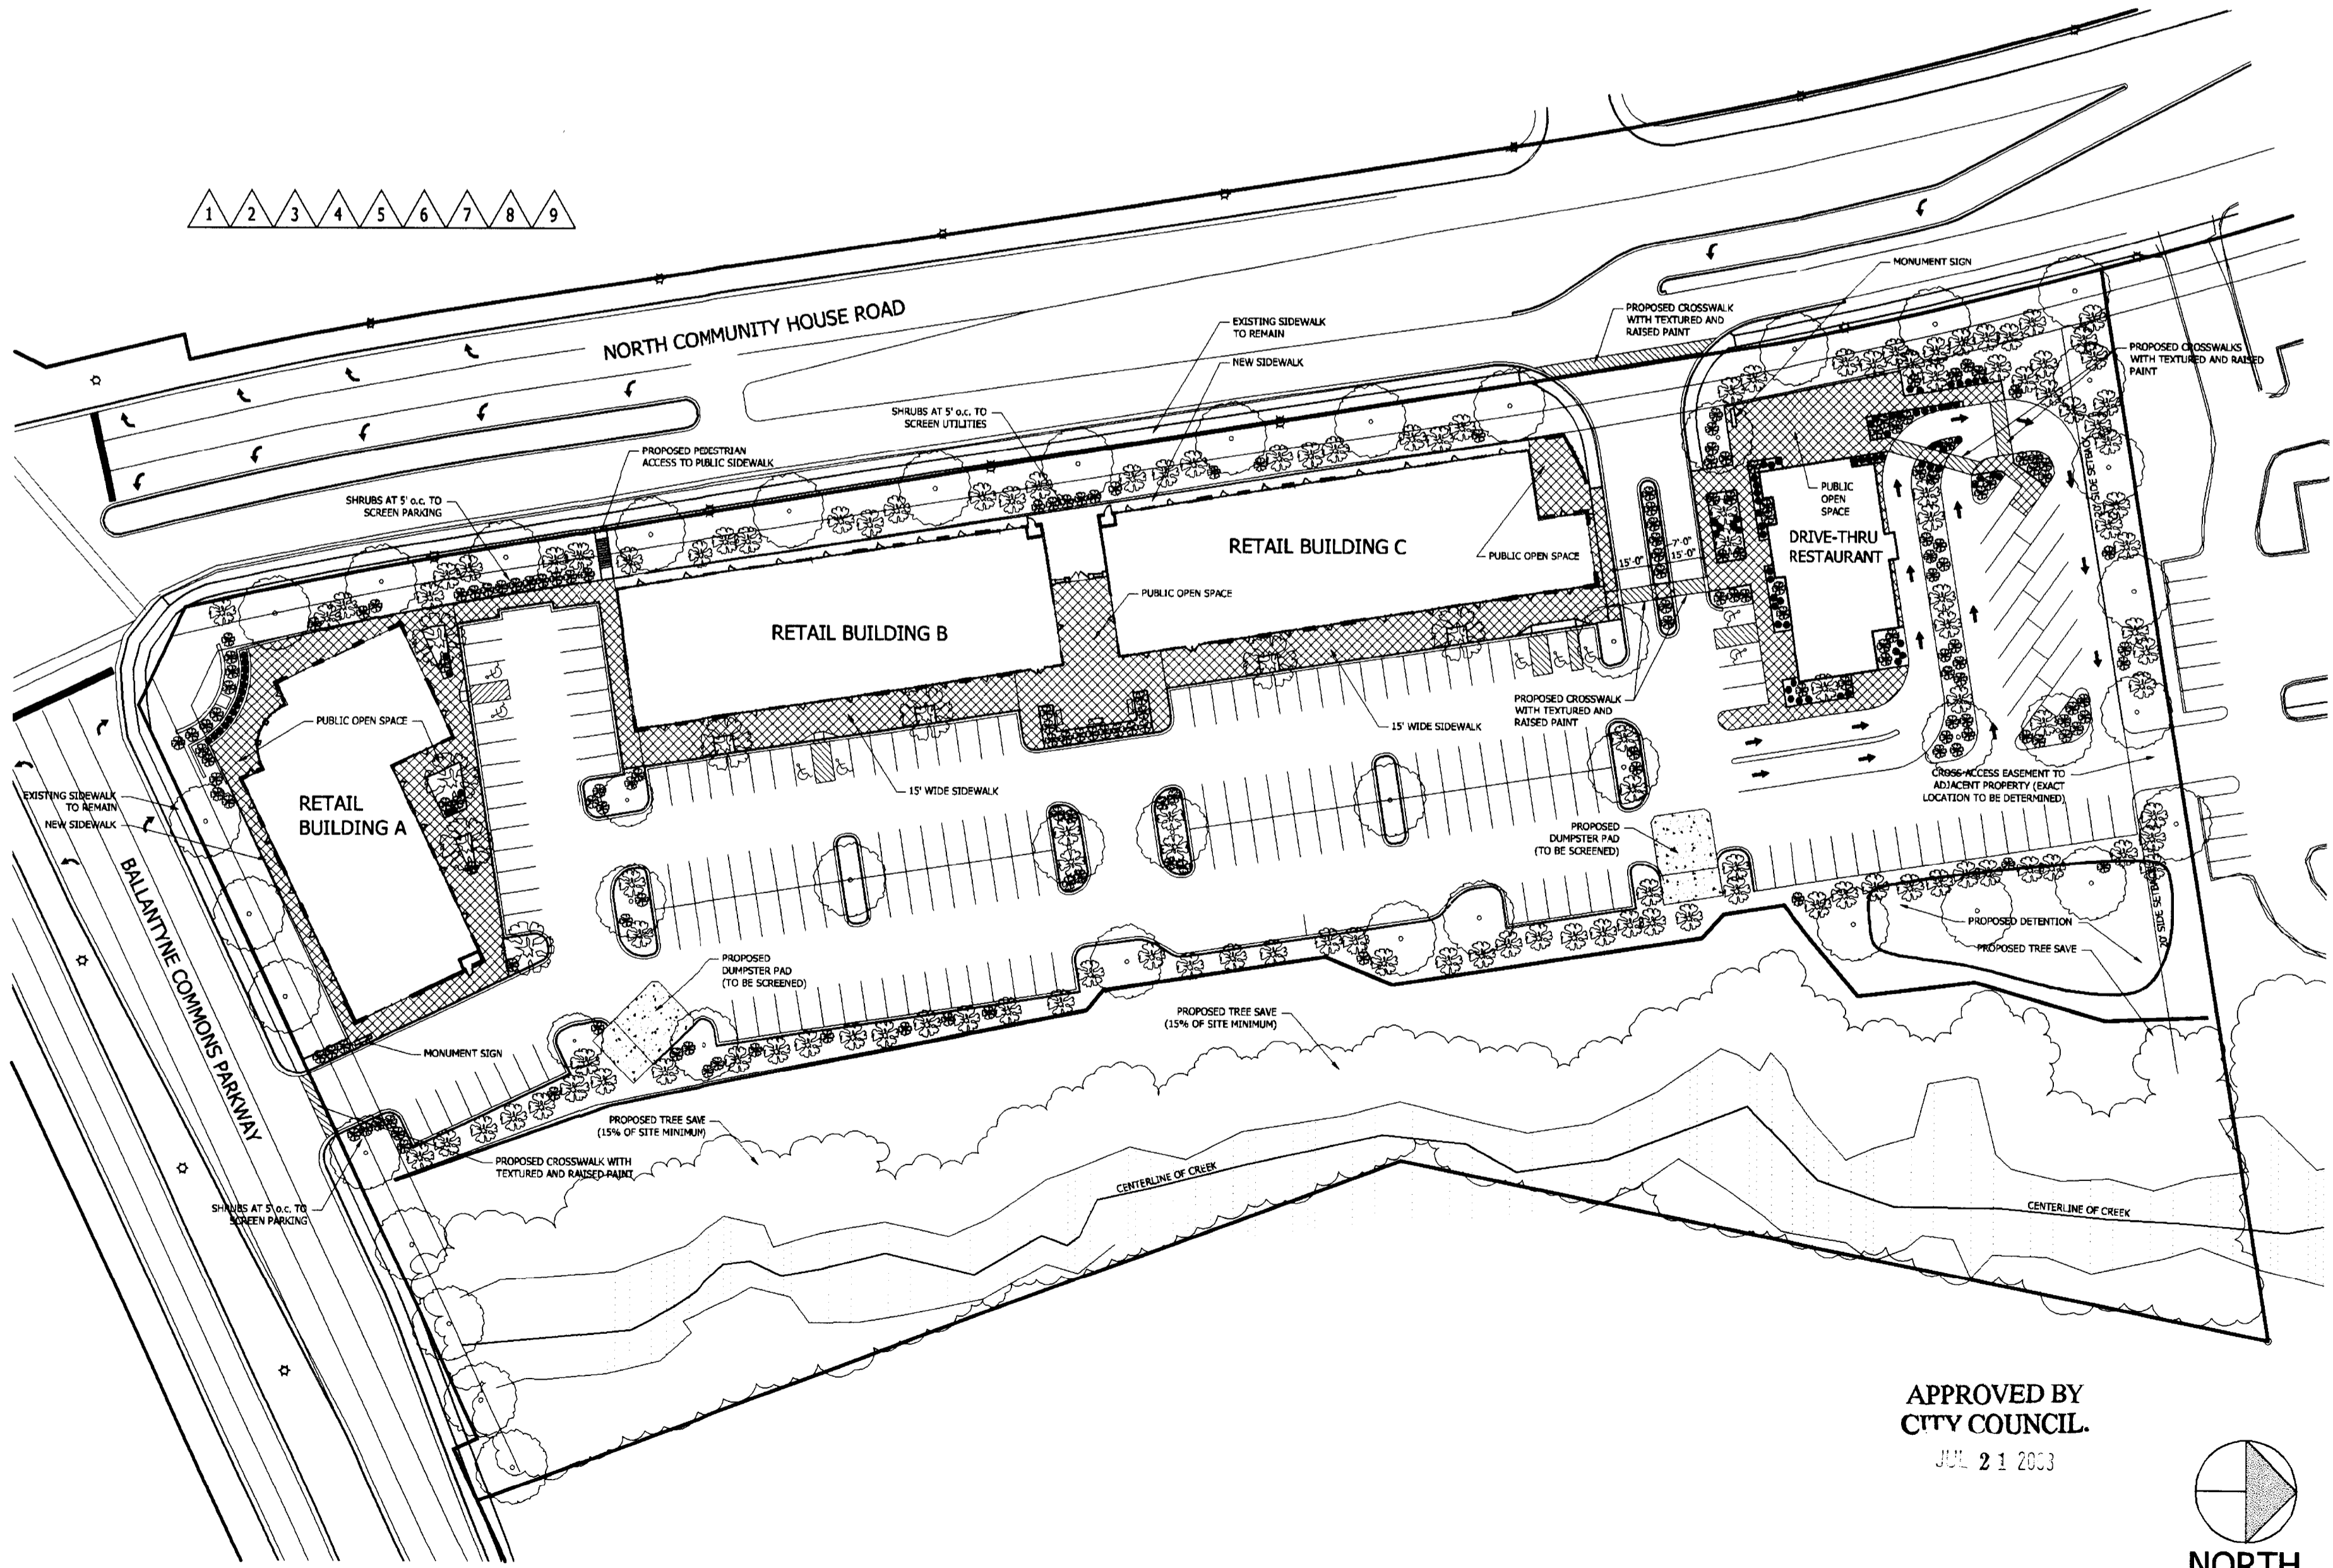 1 2 3 4 5 6 7 8 9
MONUMENT SIGN
NORTH COMMUNITY HOUSE ROAD
PROPOSED CROSSWALK
WITH TEXTURED AND
RAISED PAINT
EXISTING SIDEWALK
TO REMAIN
NEW SIDEWALK
PROPOSED CROSSWALKS
WITH TEXTURED AND RAISED
PAINT
SHRUBS AT 5' o.c. TO
SCREEN UTILITIES
PROPOSED PEDESTRIAN
ACCESS TO PUBLIC SIDEWALK
SHRUBS AT 5' o.c. TO
SCREEN PARKING
PUBLIC
OPEN
SPACE
DRIVE-THRU
RESTAURANT
RETAIL BUILDING C
PUBLIC OPEN SPACE
15'-0"
7'-0"
15'-0"
PUBLIC OPEN SPACE
RETAIL BUILDING B
PUBLIC OPEN SPACE
PROPOSED CROSSWALK
WITH TEXTURED AND
RAISED PAINT
15' WIDE SIDEWALK
15' WIDE SIDEWALK
CROSS-ACCESS EASEMENT TO
ADJACENT PROPERTY (EXACT
LOCATION TO BE DETERMINED)
EXISTING SIDEWALK
TO REMAIN
NEW SIDEWALK
RETAIL
BUILDING A
PROPOSED
DUMPSTER PAD
(TO BE SCREENED)
BALLANTYNE COMMONS PARKWAY
PROPOSED DETENTION
PROPOSED TREE SAVE
PROPOSED
DUMPSTER PAD
(TO BE SCREENED)
PROPOSED TREE SAVE
(15% OF SITE MINIMUM)
MONUMENT SIGN
PROPOSED TREE SAVE
(15% OF SITE MINIMUM)
PROPOSED CROSSWALK WITH
TEXTURED AND RAISED PAINT
CENTERLINE OF CREEK
SHRUBS AT 5' o.c. TO
SCREEN PARKING
CENTERLINE OF CREEK
APPROVED BY
CITY COUNCIL.
JUL 21
NORTH